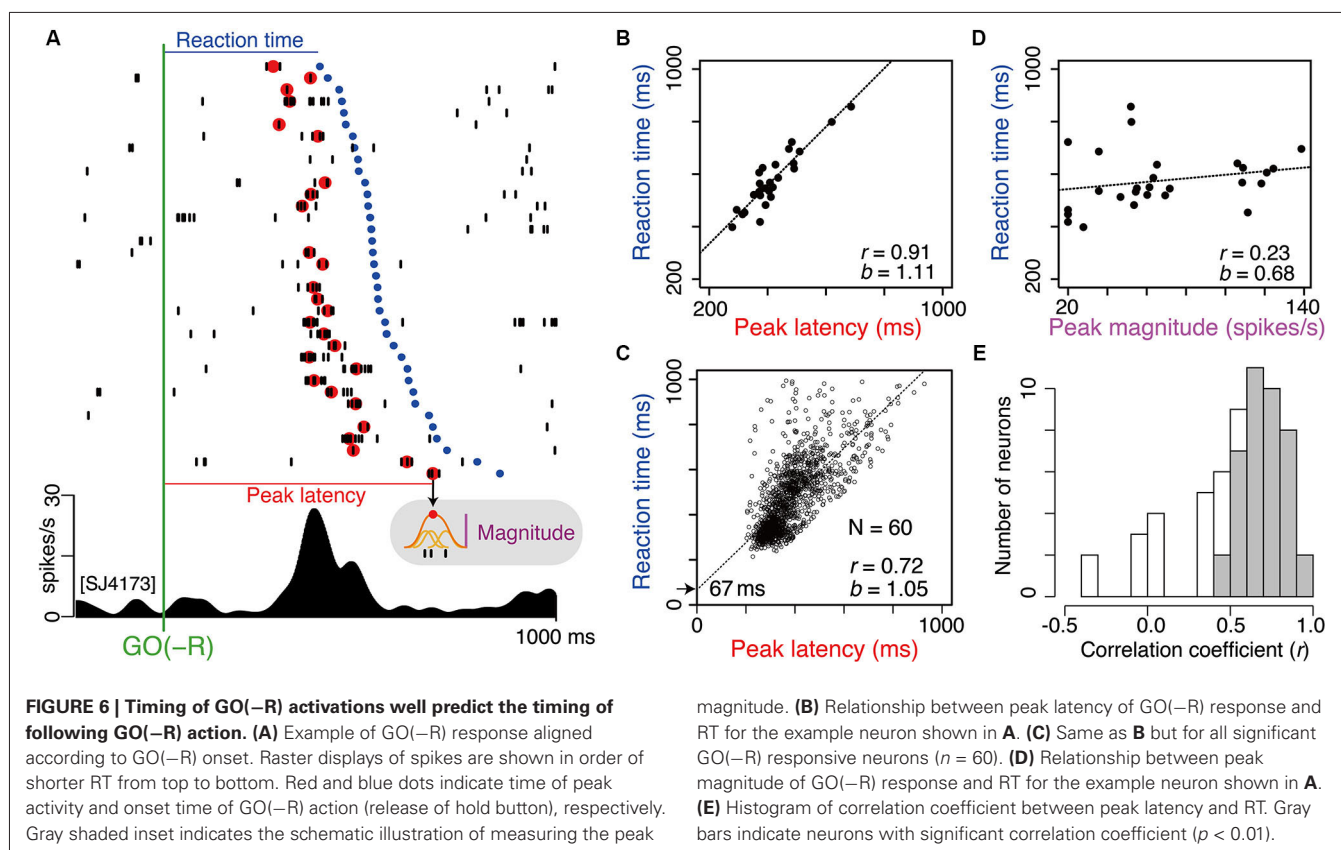 A
Reaction time
Peak latency
30
spikes/s
0
[SJ4173]
Magnitude
GO(−R)
1000 ms
B
Reaction time (ms)
1000
200
r = 0.91
b = 1.11
200
1000
Peak latency (ms)
C
Reaction time (ms)
1000
0
67 ms
N = 60
r = 0.72
b = 1.05
0
1000
Peak latency (ms)
D
Reaction time (ms)
1000
200
r = 0.23
b = 0.68
20
140
Peak magnitude (spikes/s)
E
Number of neurons
10
0
-0.5
0.0
0.5
1.0
Correlation coefficient (r)
FIGURE 6 | Timing of GO(−R) activations well predict the timing of
following GO(−R) action. (A) Example of GO(−R) response aligned
according to GO(−R) onset. Raster displays of spikes are shown in order of
shorter RT from top to bottom. Red and blue dots indicate time of peak
activity and onset time of GO(−R) action (release of hold button), respectively.
Gray shaded inset indicates the schematic illustration of measuring the peak
magnitude. (B) Relationship between peak latency of GO(−R) response and
RT for the example neuron shown in A. (C) Same as B but for all significant
GO(−R) responsive neurons (n = 60). (D) Relationship between peak
magnitude of GO(−R) response and RT for the example neuron shown in A.
(E) Histogram of correlation coefficient between peak latency and RT. Gray
bars indicate neurons with significant correlation coefficient (p < 0.01).